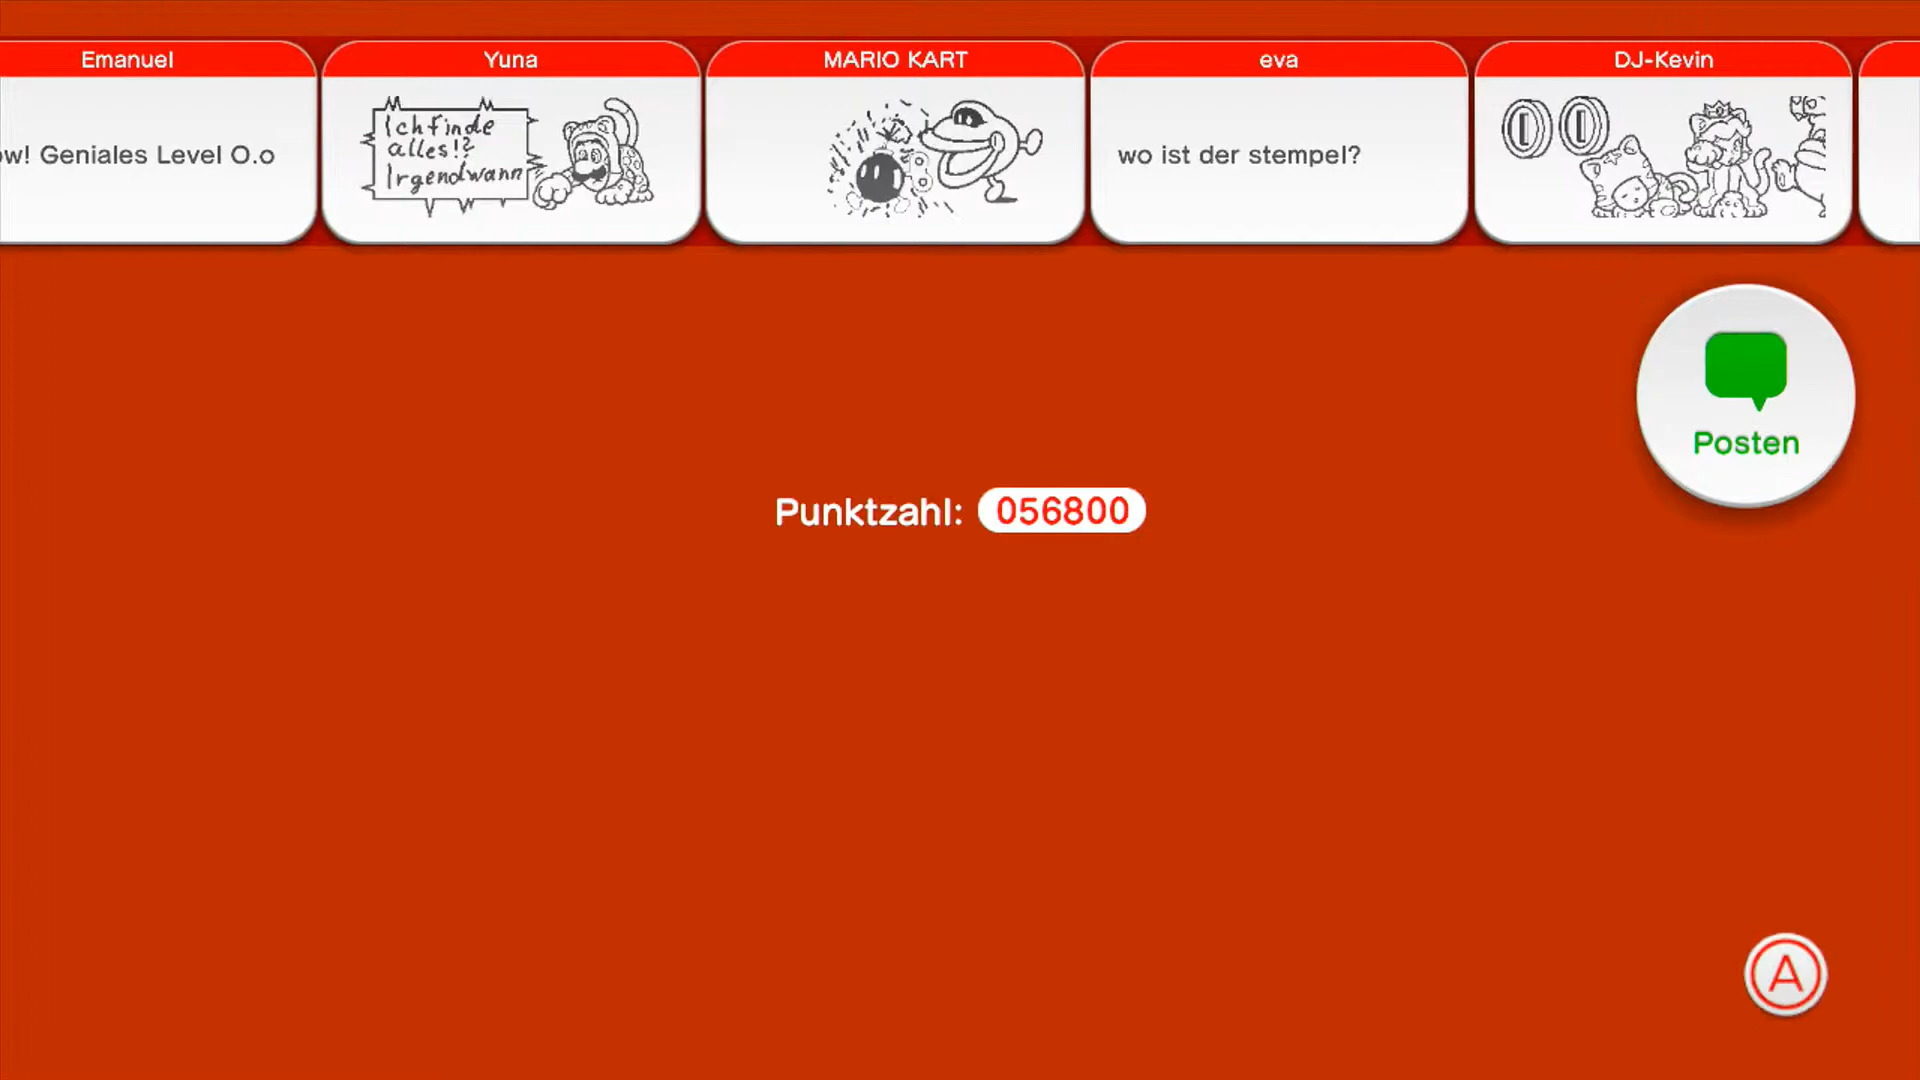 Emanuel
Yuna
MARIO KART
eva
DJ-Kevin
ow! Geniales Level O.o
Ich finde
alles!?
Irgendwann
wo ist der stempel?
Posten
Punktzahl: 056800
A